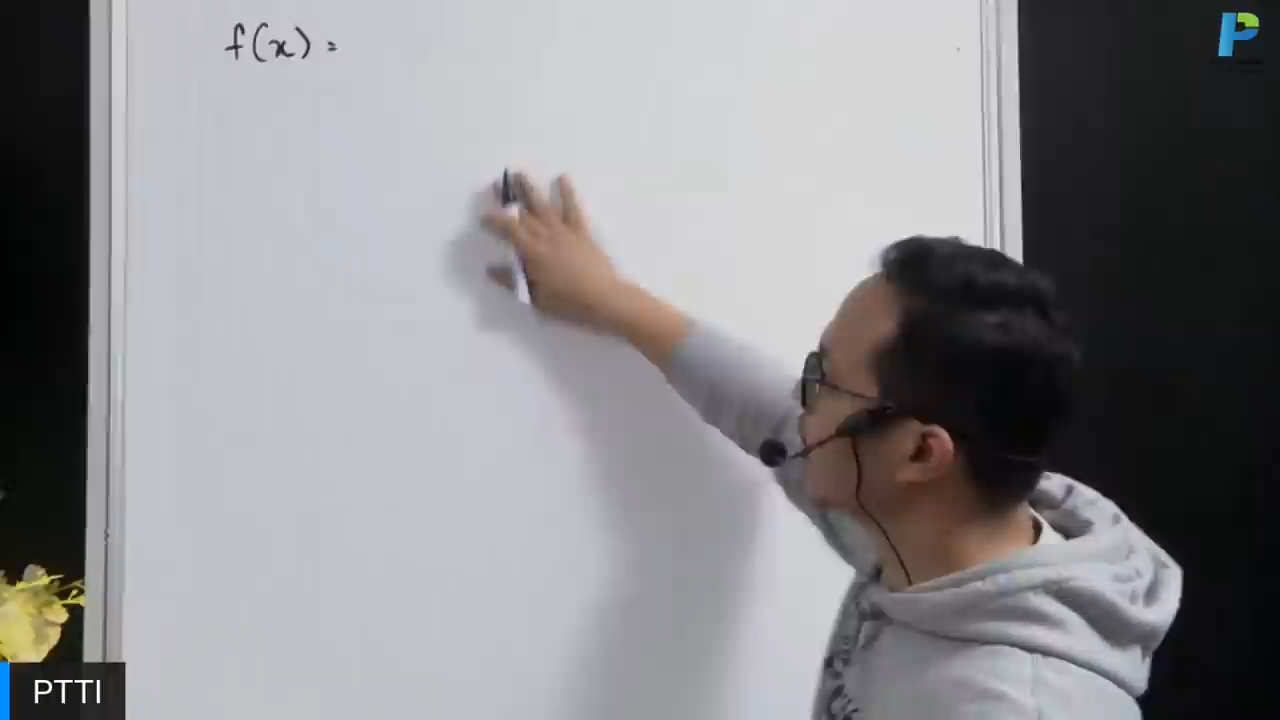 f(x) =
PTTI